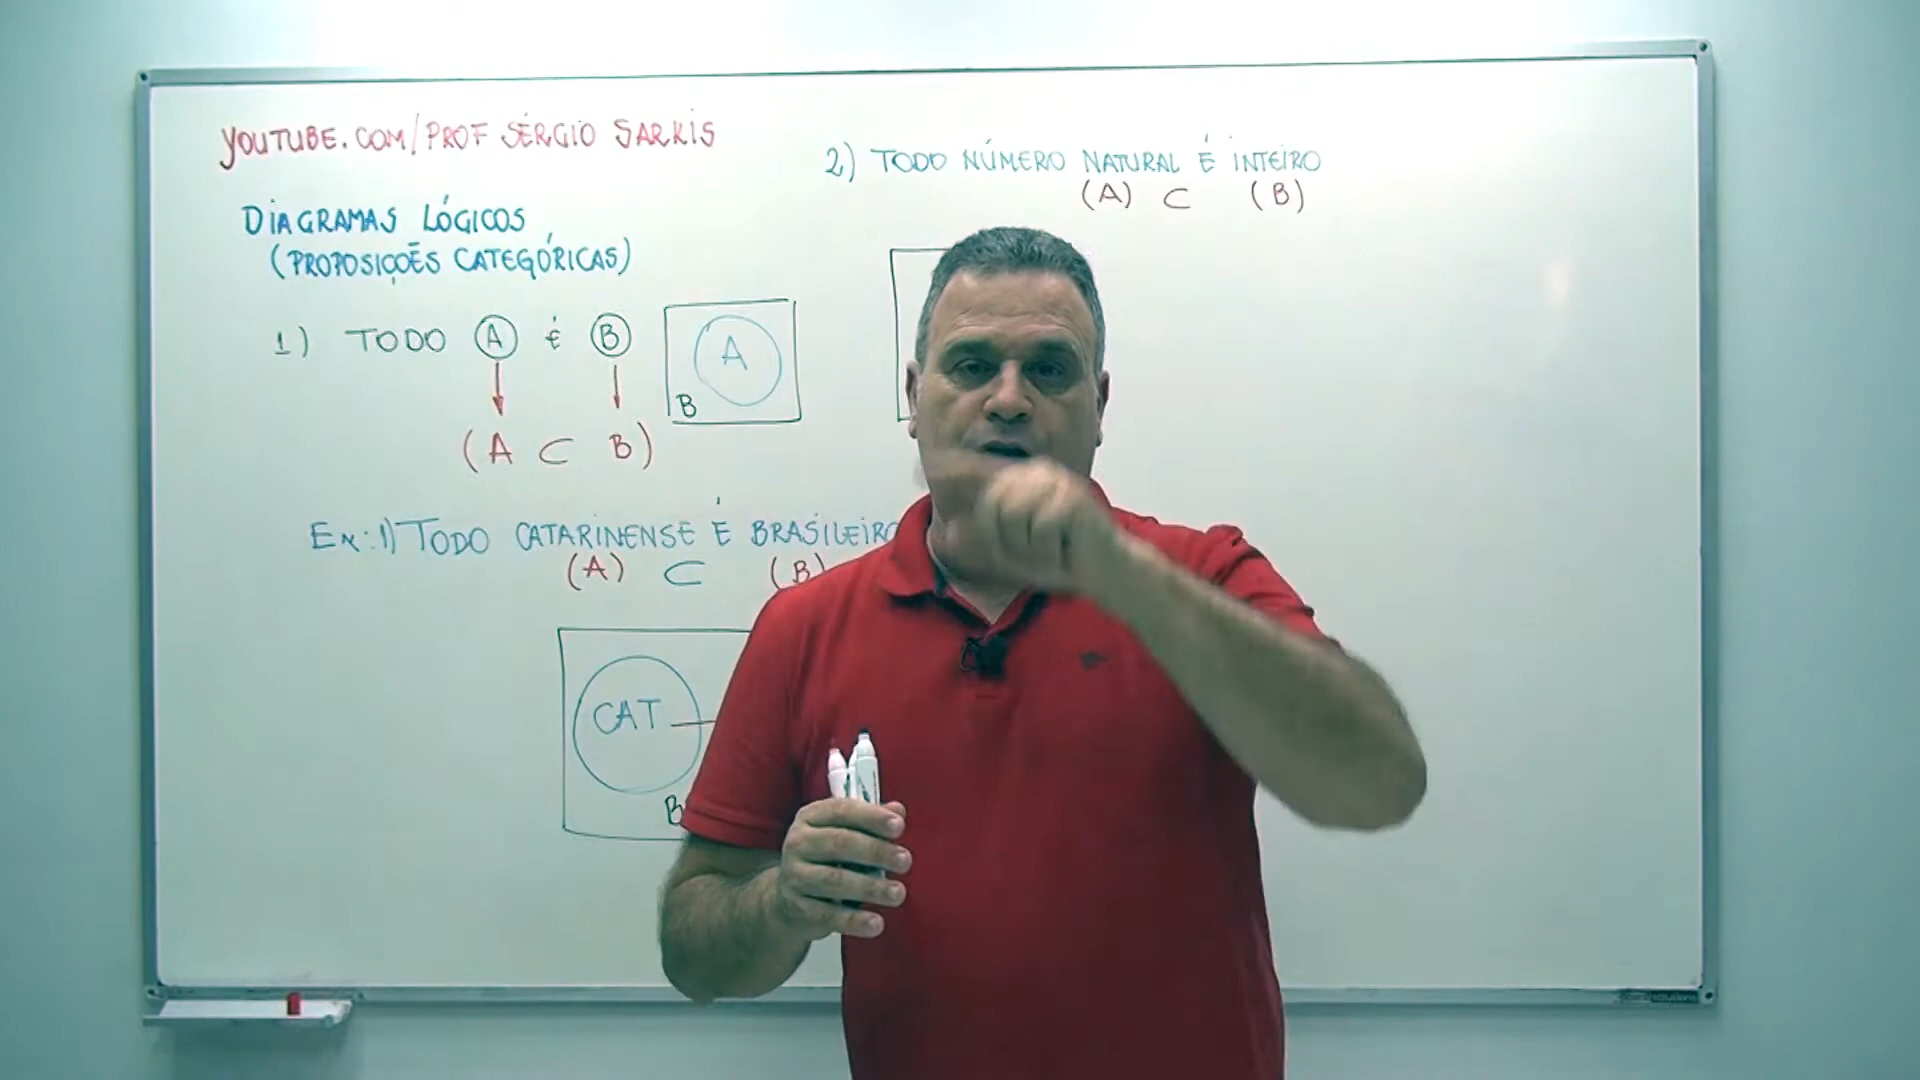 YOUTUBE.COM/PROF SÉRGIO SARKIS
DIAGRAMAS LÓGICOS
(PROPOSIÇÕES CATEGÓRICAS)
1) TODO A É B
A
B
(A ⊂ B)
Ex: 1) TODO CATARINENSE É BRASILEIRO
(A) ⊂ (B)
CAT
B
2) TODO NÚMERO NATURAL É INTEIRO
(A) ⊂ (B)